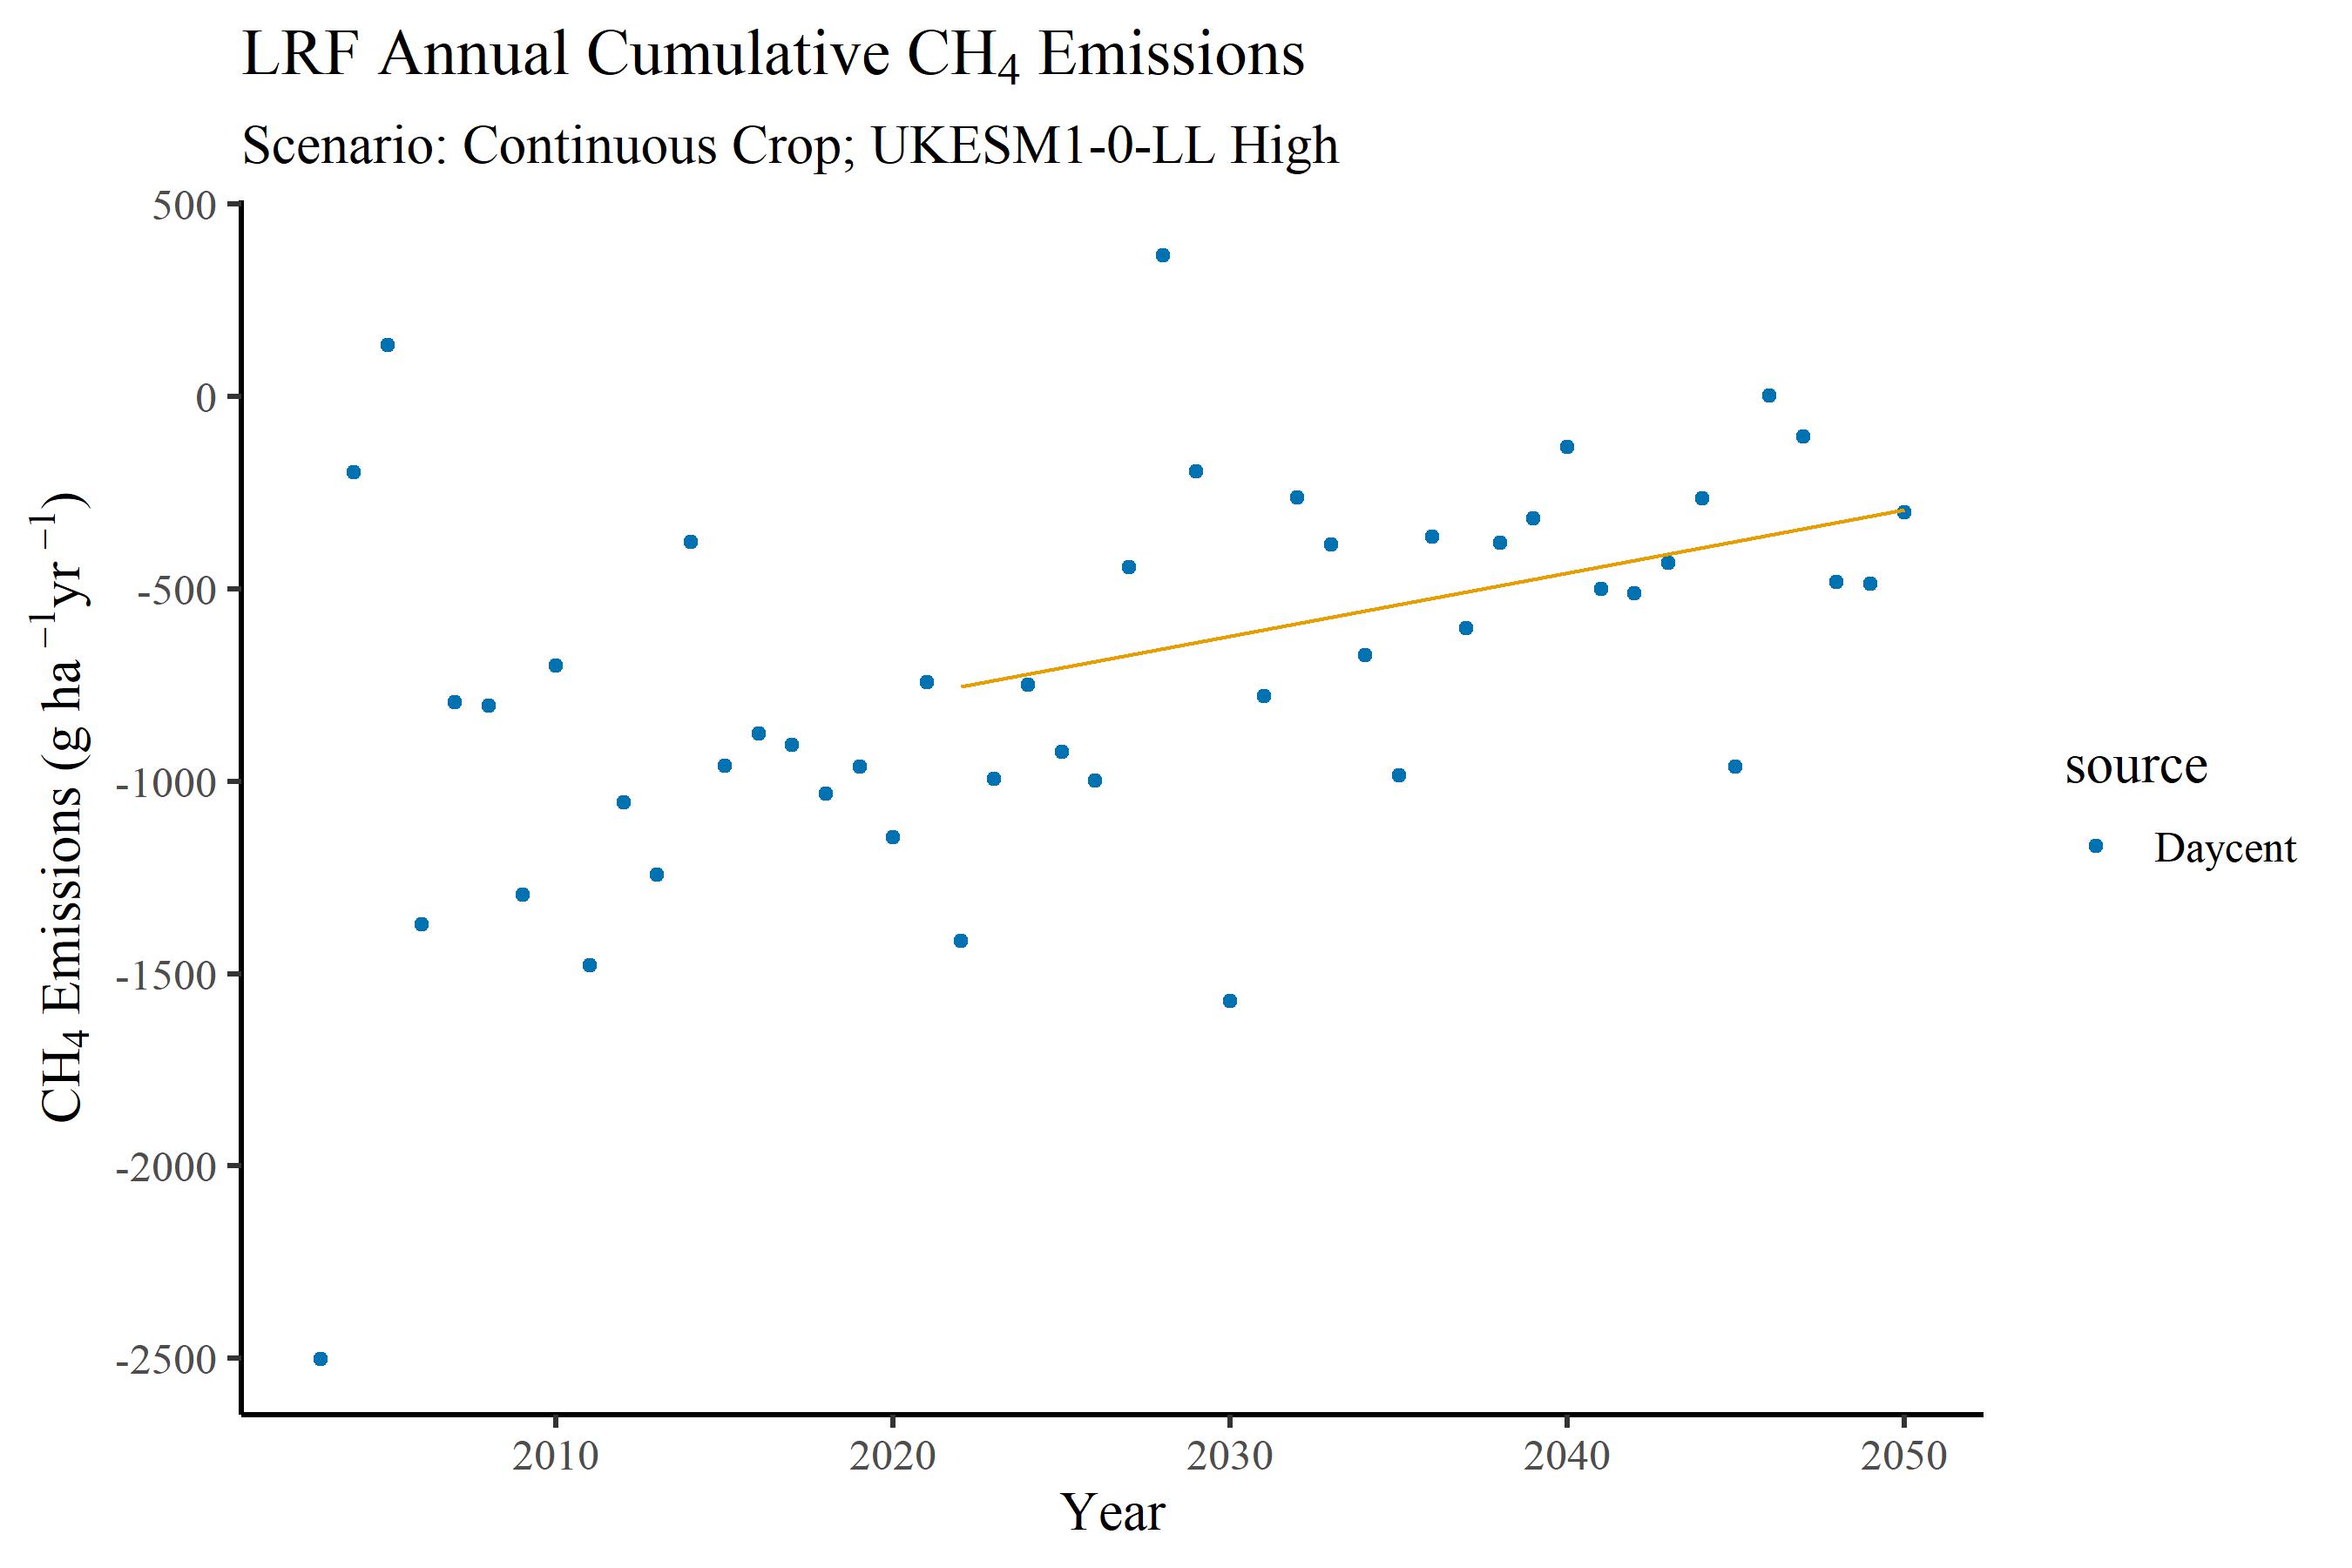 LRF Annual Cumulative CH₄ Emissions
Scenario: Continuous Crop; UKESM1-0-LL High
CH₄ Emissions (g ha⁻¹yr⁻¹)
500
0
-500
-1000
-1500
-2000
-2500
2010 2020 2030 2040 2050
Year
source
Daycent